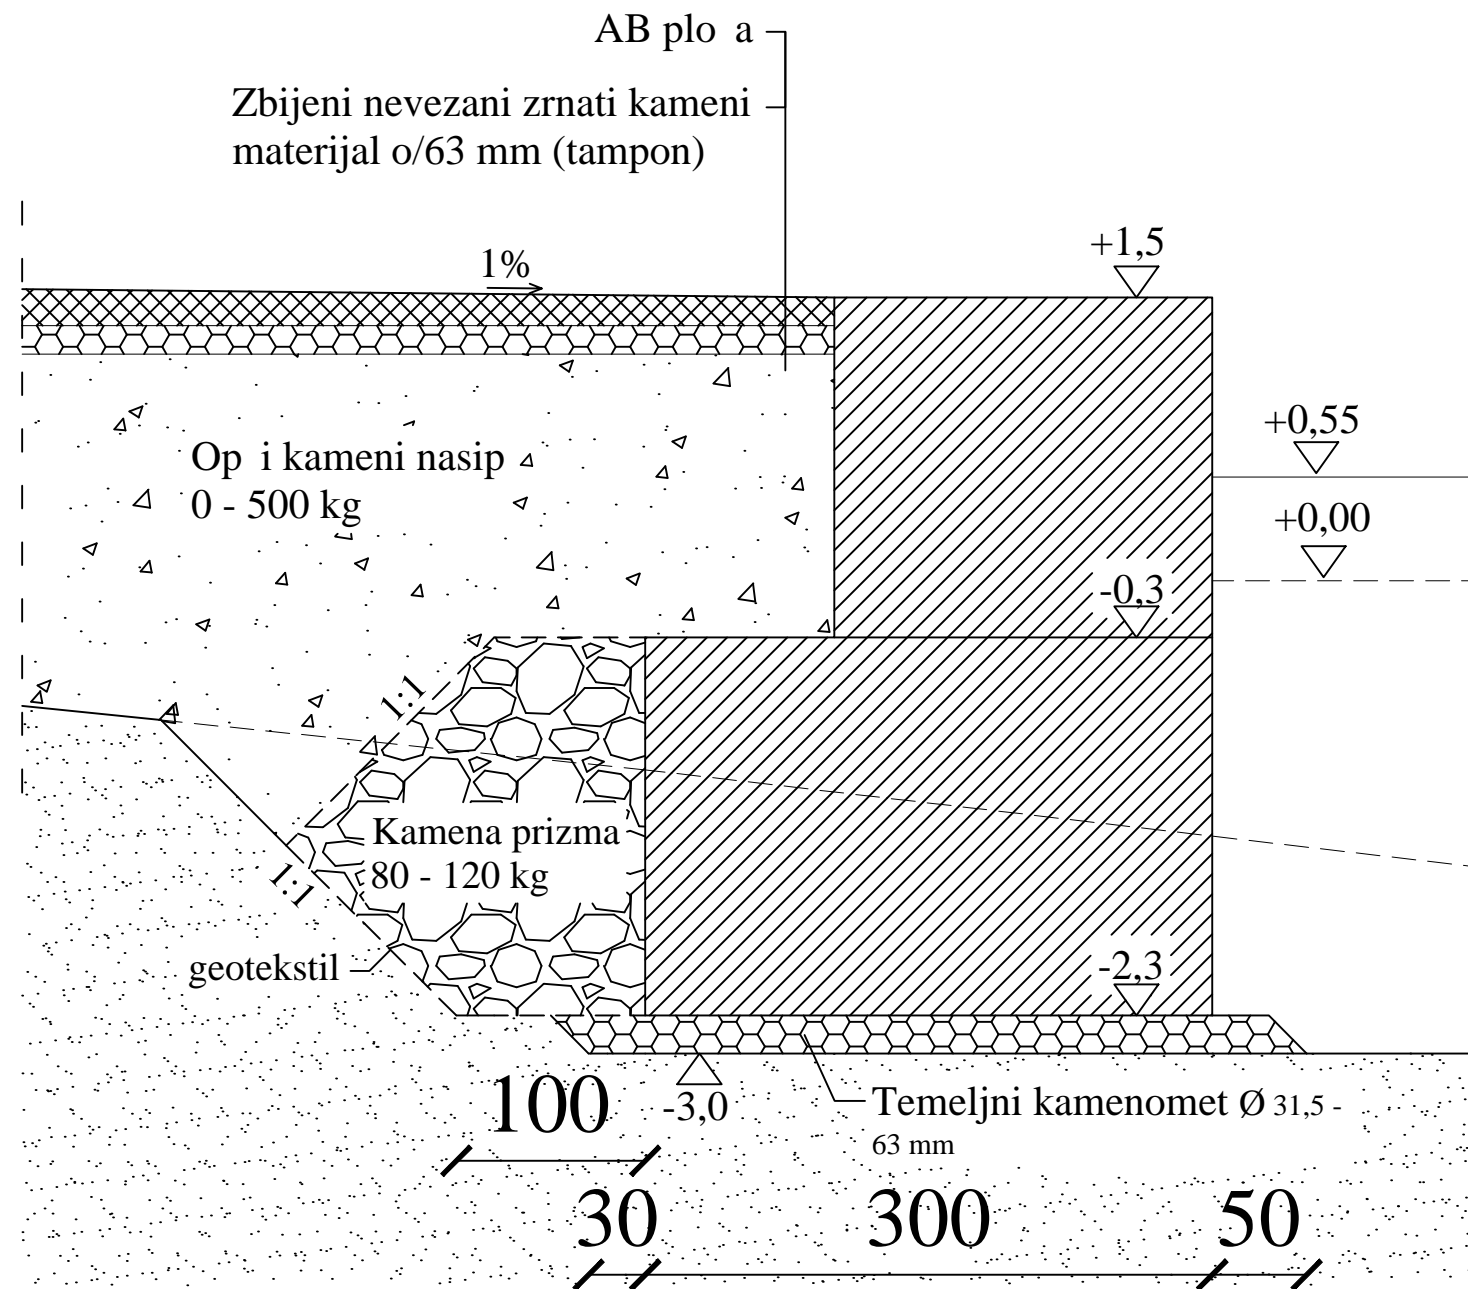 AB plo a
Zbijeni nevezani zrnati kameni
materijal o/63 mm (tampon)
1%
+1,5
+0,55
+0,00
Op i kameni nasip
0 - 500 kg
-0,3
1:1
Kamena prizma
80 - 120 kg
1:1
geotekstil
-2,3
100
-3,0
Temeljni kamenomet Ø 31,5 -
63 mm
30
300
50